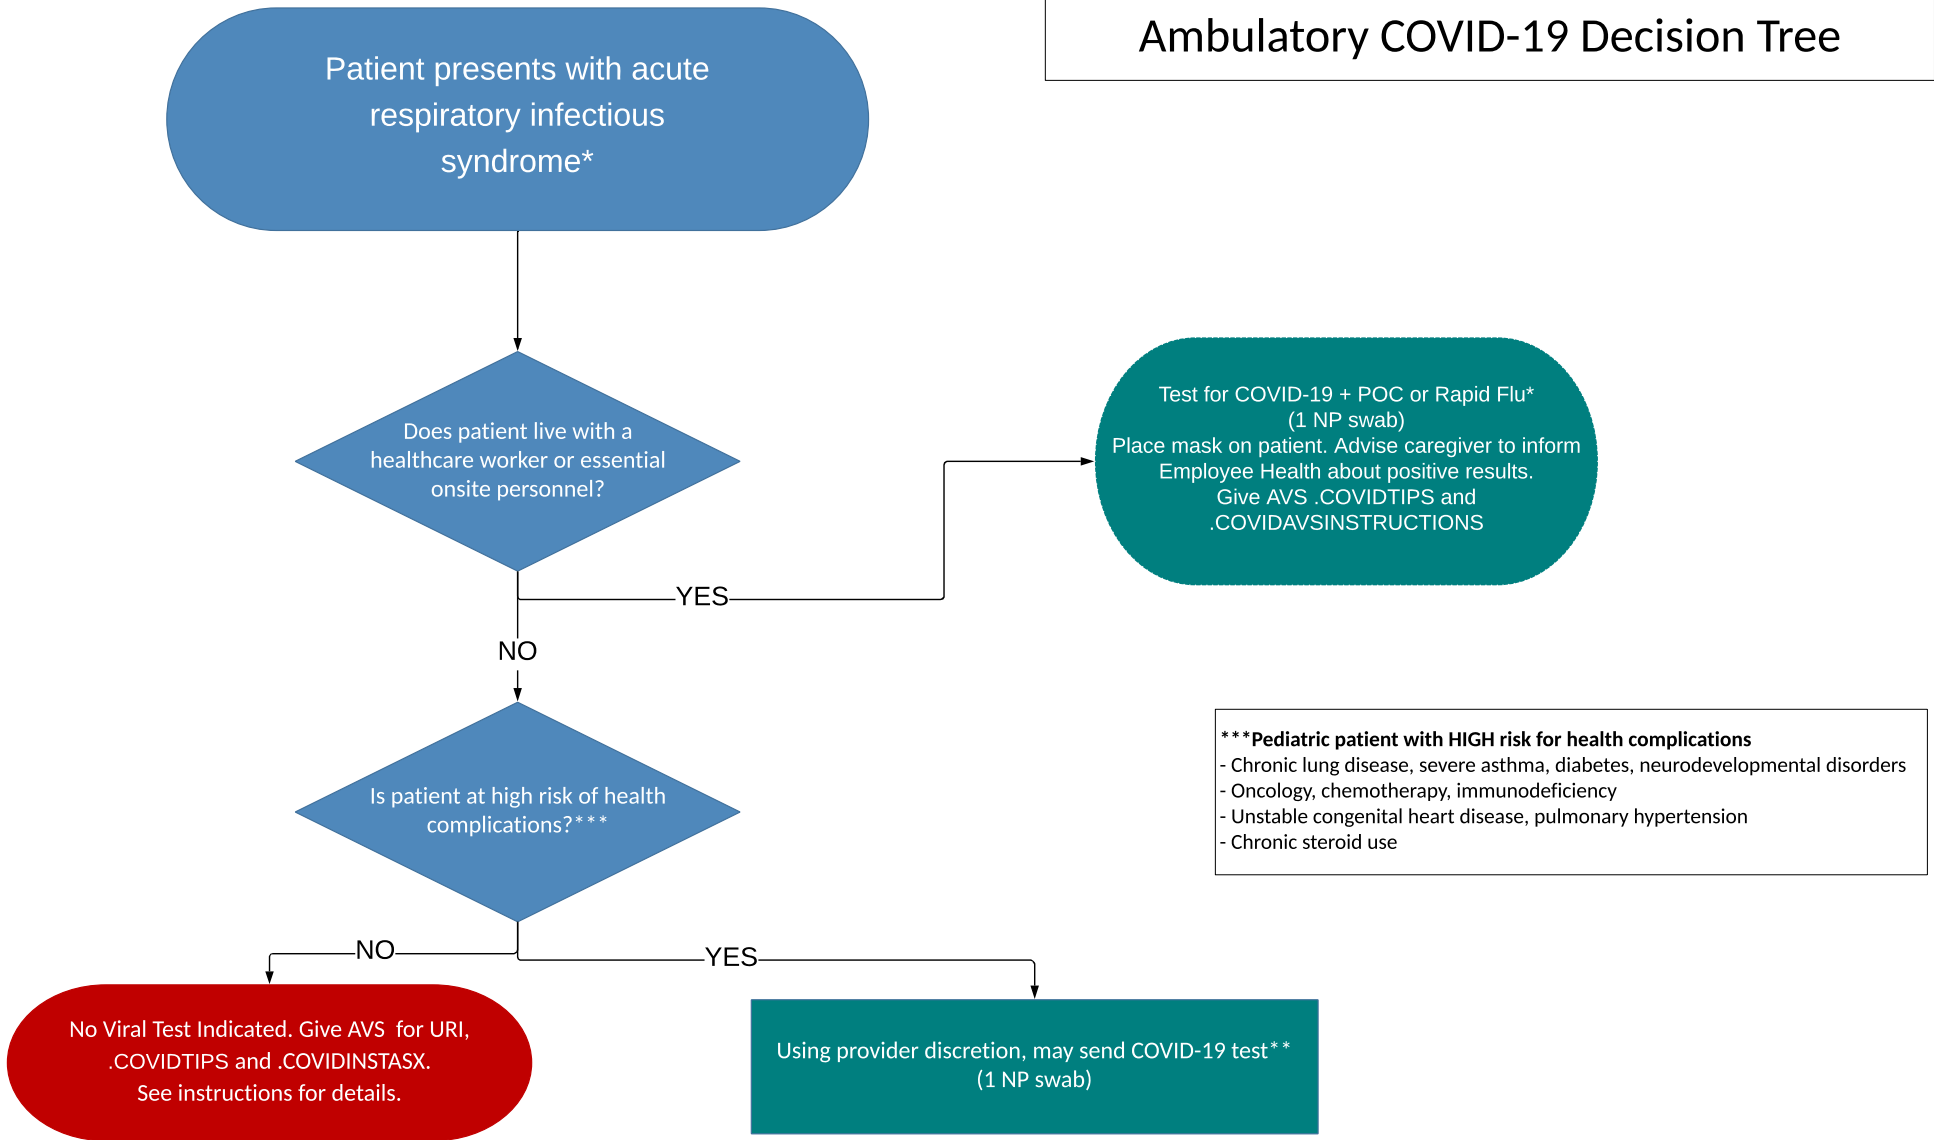 Ambulatory COVID-19 Decision Tree
Patient presents with acute
respiratory infectious
syndrome*
Does patient live with a
healthcare worker or essential
onsite personnel?
YES
Test for COVID-19 + POC or Rapid Flu*
(1 NP swab)
Place mask on patient. Advise caregiver to inform
Employee Health about positive results.
Give AVS .COVIDTIPS and
.COVIDAVSINSTRUCTIONS
NO
Is patient at high risk of health
complications?***
***Pediatric patient with HIGH risk for health complications
- Chronic lung disease, severe asthma, diabetes, neurodevelopmental disorders
- Oncology, chemotherapy, immunodeficiency
- Unstable congenital heart disease, pulmonary hypertension
- Chronic steroid use
NO
YES
No Viral Test Indicated. Give AVS  for URI,
.COVIDTIPS and .COVIDINSTASX.
See instructions for details.
Using provider discretion, may send COVID-19 test**
(1 NP swab)